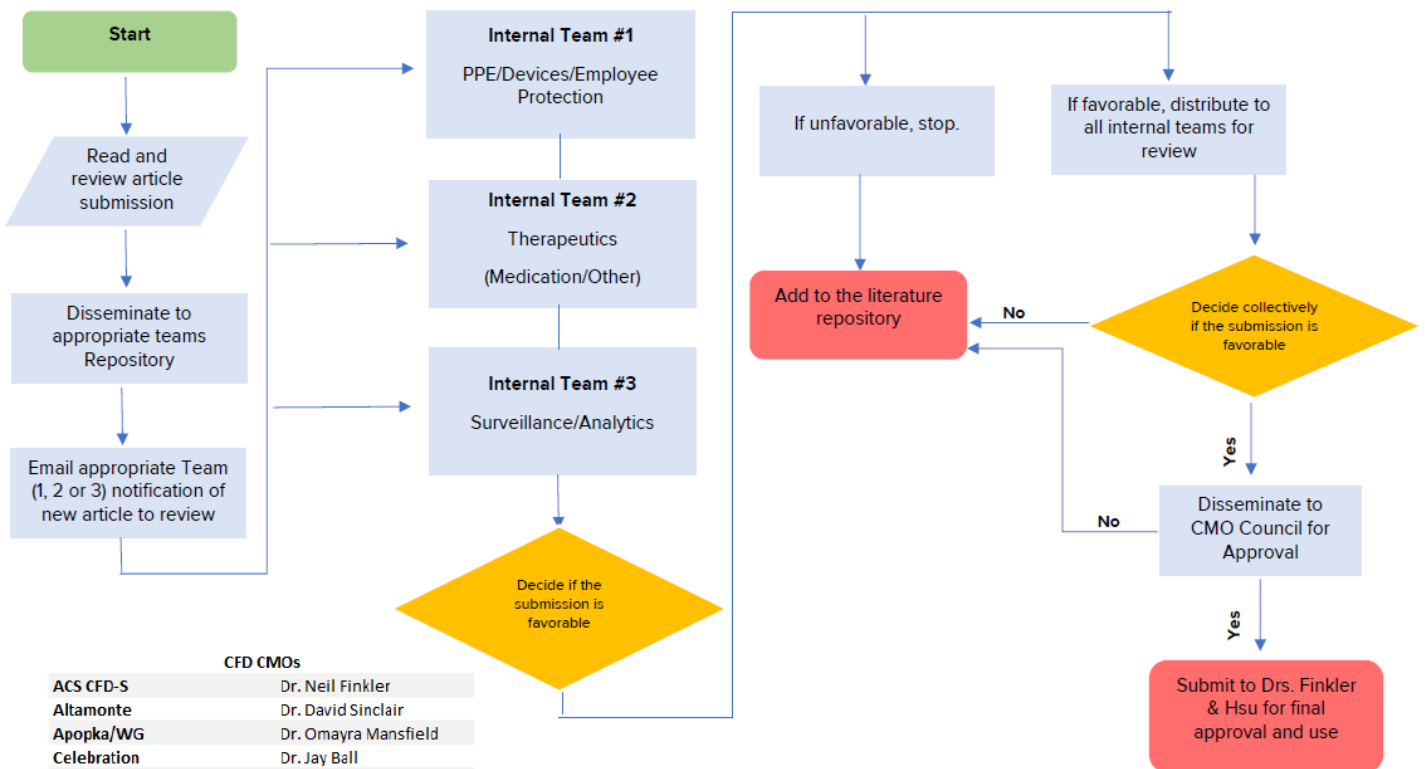 Start
Read and
review article
submission
Disseminate to
appropriate teams
Repository
Email appropriate Team
(1, 2 or 3) notification of
new article to review
Internal Team #1
PPE/Devices/Employee
Protection
Internal Team #2
Therapeutics
(Medication/Other)
Internal Team #3
Surveillance/Analytics
Decide if the
submission is
favorable
If unfavorable, stop.
If favorable, distribute to
all internal teams for
review
Add to the literature
repository
No
Decide collectively
if the submission is
favorable
Yes
No
Disseminate to
CMO Council for
Approval
Yes
Submit to Drs. Finkler
& Hsu for final
approval and use
CFD CMOs
ACS CFD-S Dr. Neil Finkler
Altamonte Dr. David Sinclair
Apopka/WG Dr. Omayra Mansfield
Celebration Dr. Jay Ball